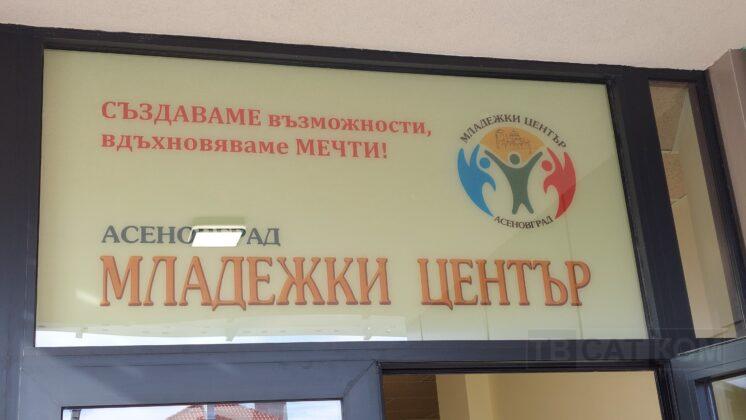 СЪЗДАВАМЕ възможности,
вдъхновяваме МЕЧТИ!
МЛАДЕЖКИ ЦЕНТЪР
АСЕНОВГРАД
АСЕНОВГРАД
МЛАДЕЖКИ ЦЕНТЪР
ТВ САТКОМ